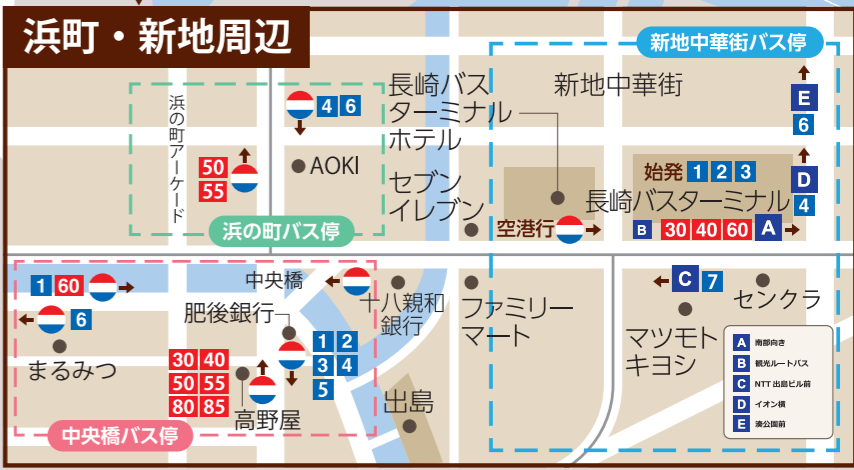 浜町・新地周辺
新地中華街バス停
浜の町アーケード
4 6
50
55
AOKI
浜の町バス停
長崎バス
ターミナル
ホテル
セブン
イレブン
新地中華街
E
6
始発 1 2 3
D
4
長崎バスターミナル
空港行
B 30 40 60 A
1 60
6
まるみつ
中央橋
肥後銀行
十八親和
銀行
30 40
50 55
80 85
高野屋
1 2
3 4
5
出島
中央橋バス停
ファミリー
マート
C 7
センクラ
マツモト
キヨシ
A 南部向き
B 観光ルートバス
C NTT出島ビル前
D イオン横
E 湊公園前